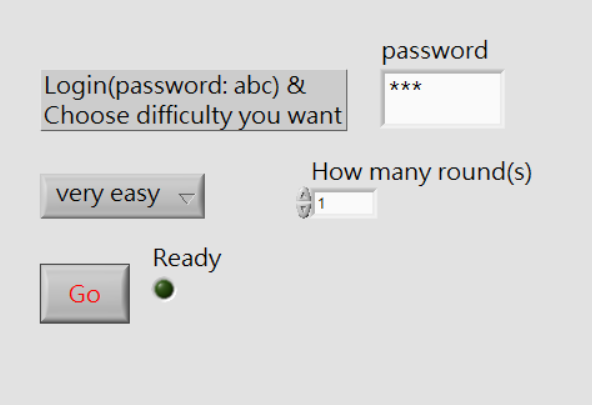 password
Login(password: abc) &
Choose difficulty you want
***
How many round(s)
very easy
1
Ready
Go